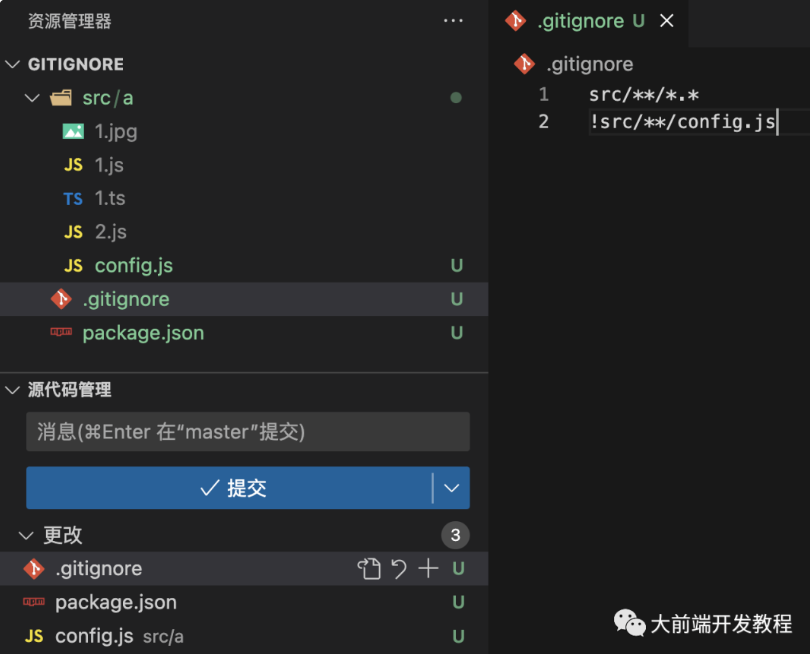 资源管理器 ···
GITIGNORE
src/a
1.jpg
JS 1.js
TS 1.ts
JS 2.js
JS config.js U
.gitignore U
package.json U
源代码管理
消息(⌘Enter 在"master"提交)
提交
更改 3
.gitignore U
package.json U
JS config.js src/a U
.gitignore U
.gitignore
1 src/**/*.*
2 !src/**/config.js
大前端开发教程